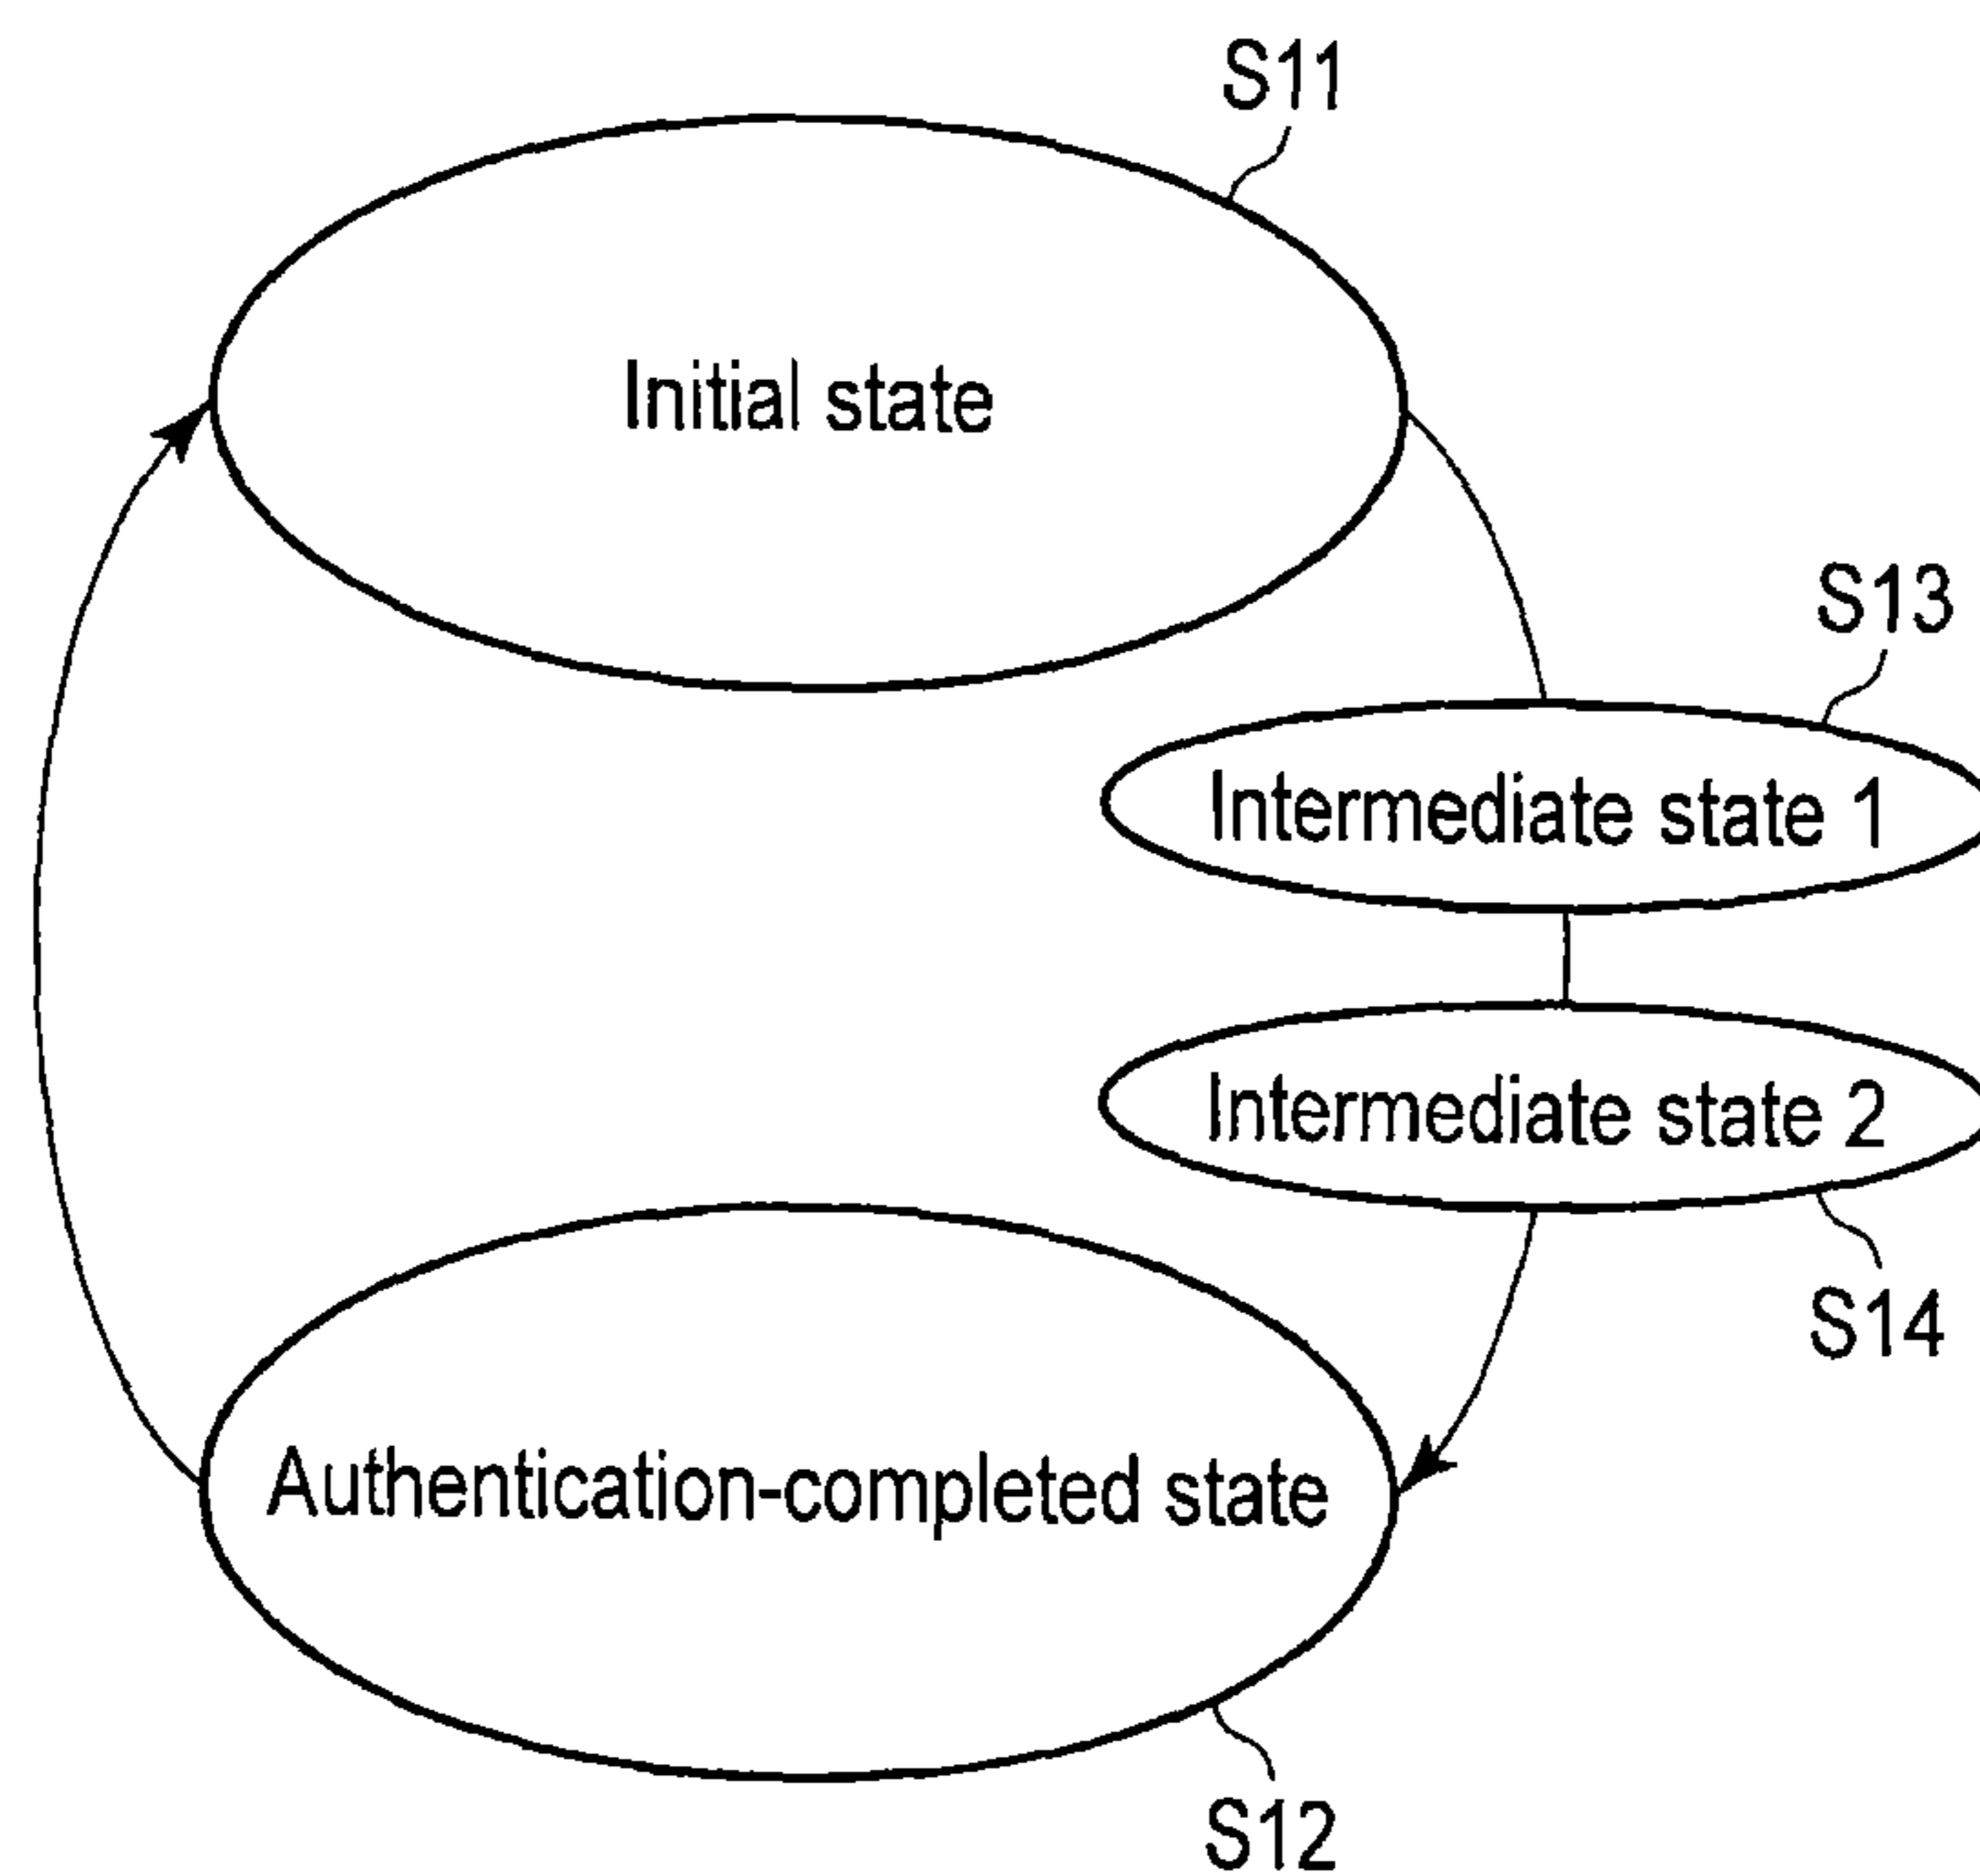 S11
Initial state
S13
Intermediate state 1
Intermediate state 2
S14
Authentication-completed state
S12